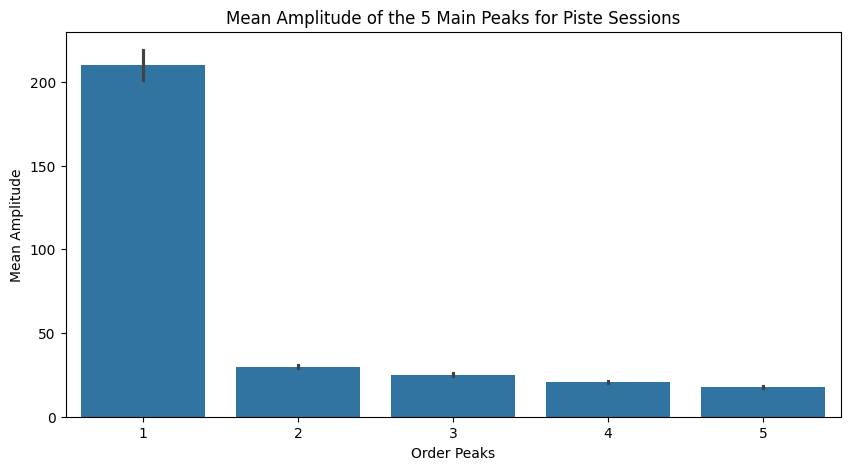 Mean Amplitude of the 5 Main Peaks for Piste Sessions
200
150
100
50
0
Mean Amplitude
1 2 3 4 5
Order Peaks